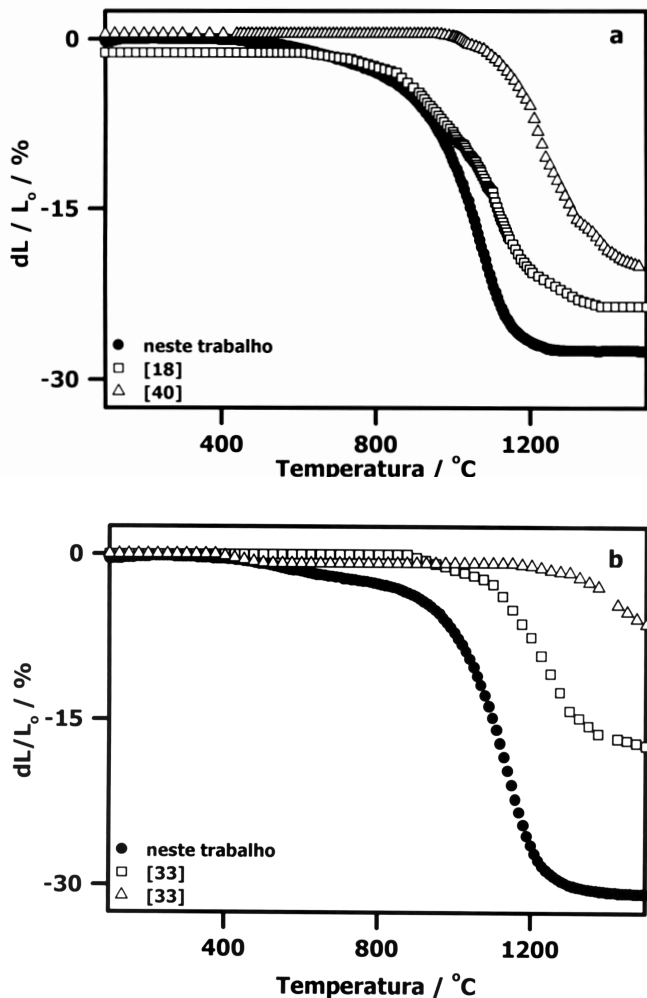 a
0
-15
-30
dL / Lo / %
● neste trabalho
□ [18]
△ [40]
400 800 1200
Temperatura / °C
b
0
-15
-30
dL/Lo / %
● neste trabalho
□ [33]
△ [33]
400 800 1200
Temperatura / °C